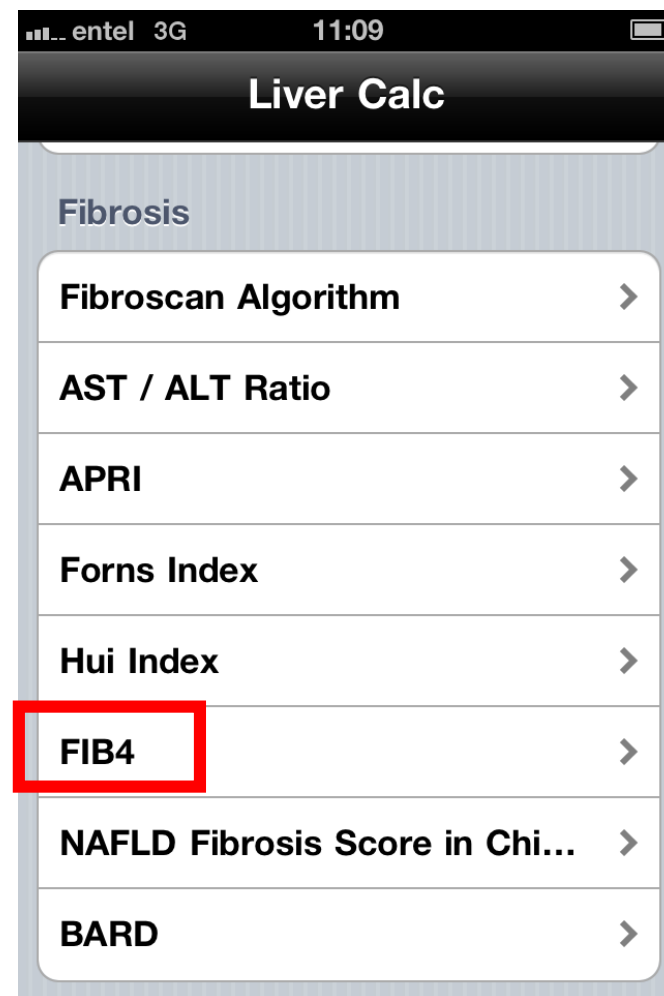 entel 3G 11:09
Liver Calc
Fibrosis
Fibroscan Algorithm
AST / ALT Ratio
APRI
Forns Index
Hui Index
FIB4
NAFLD Fibrosis Score in Chi...
BARD